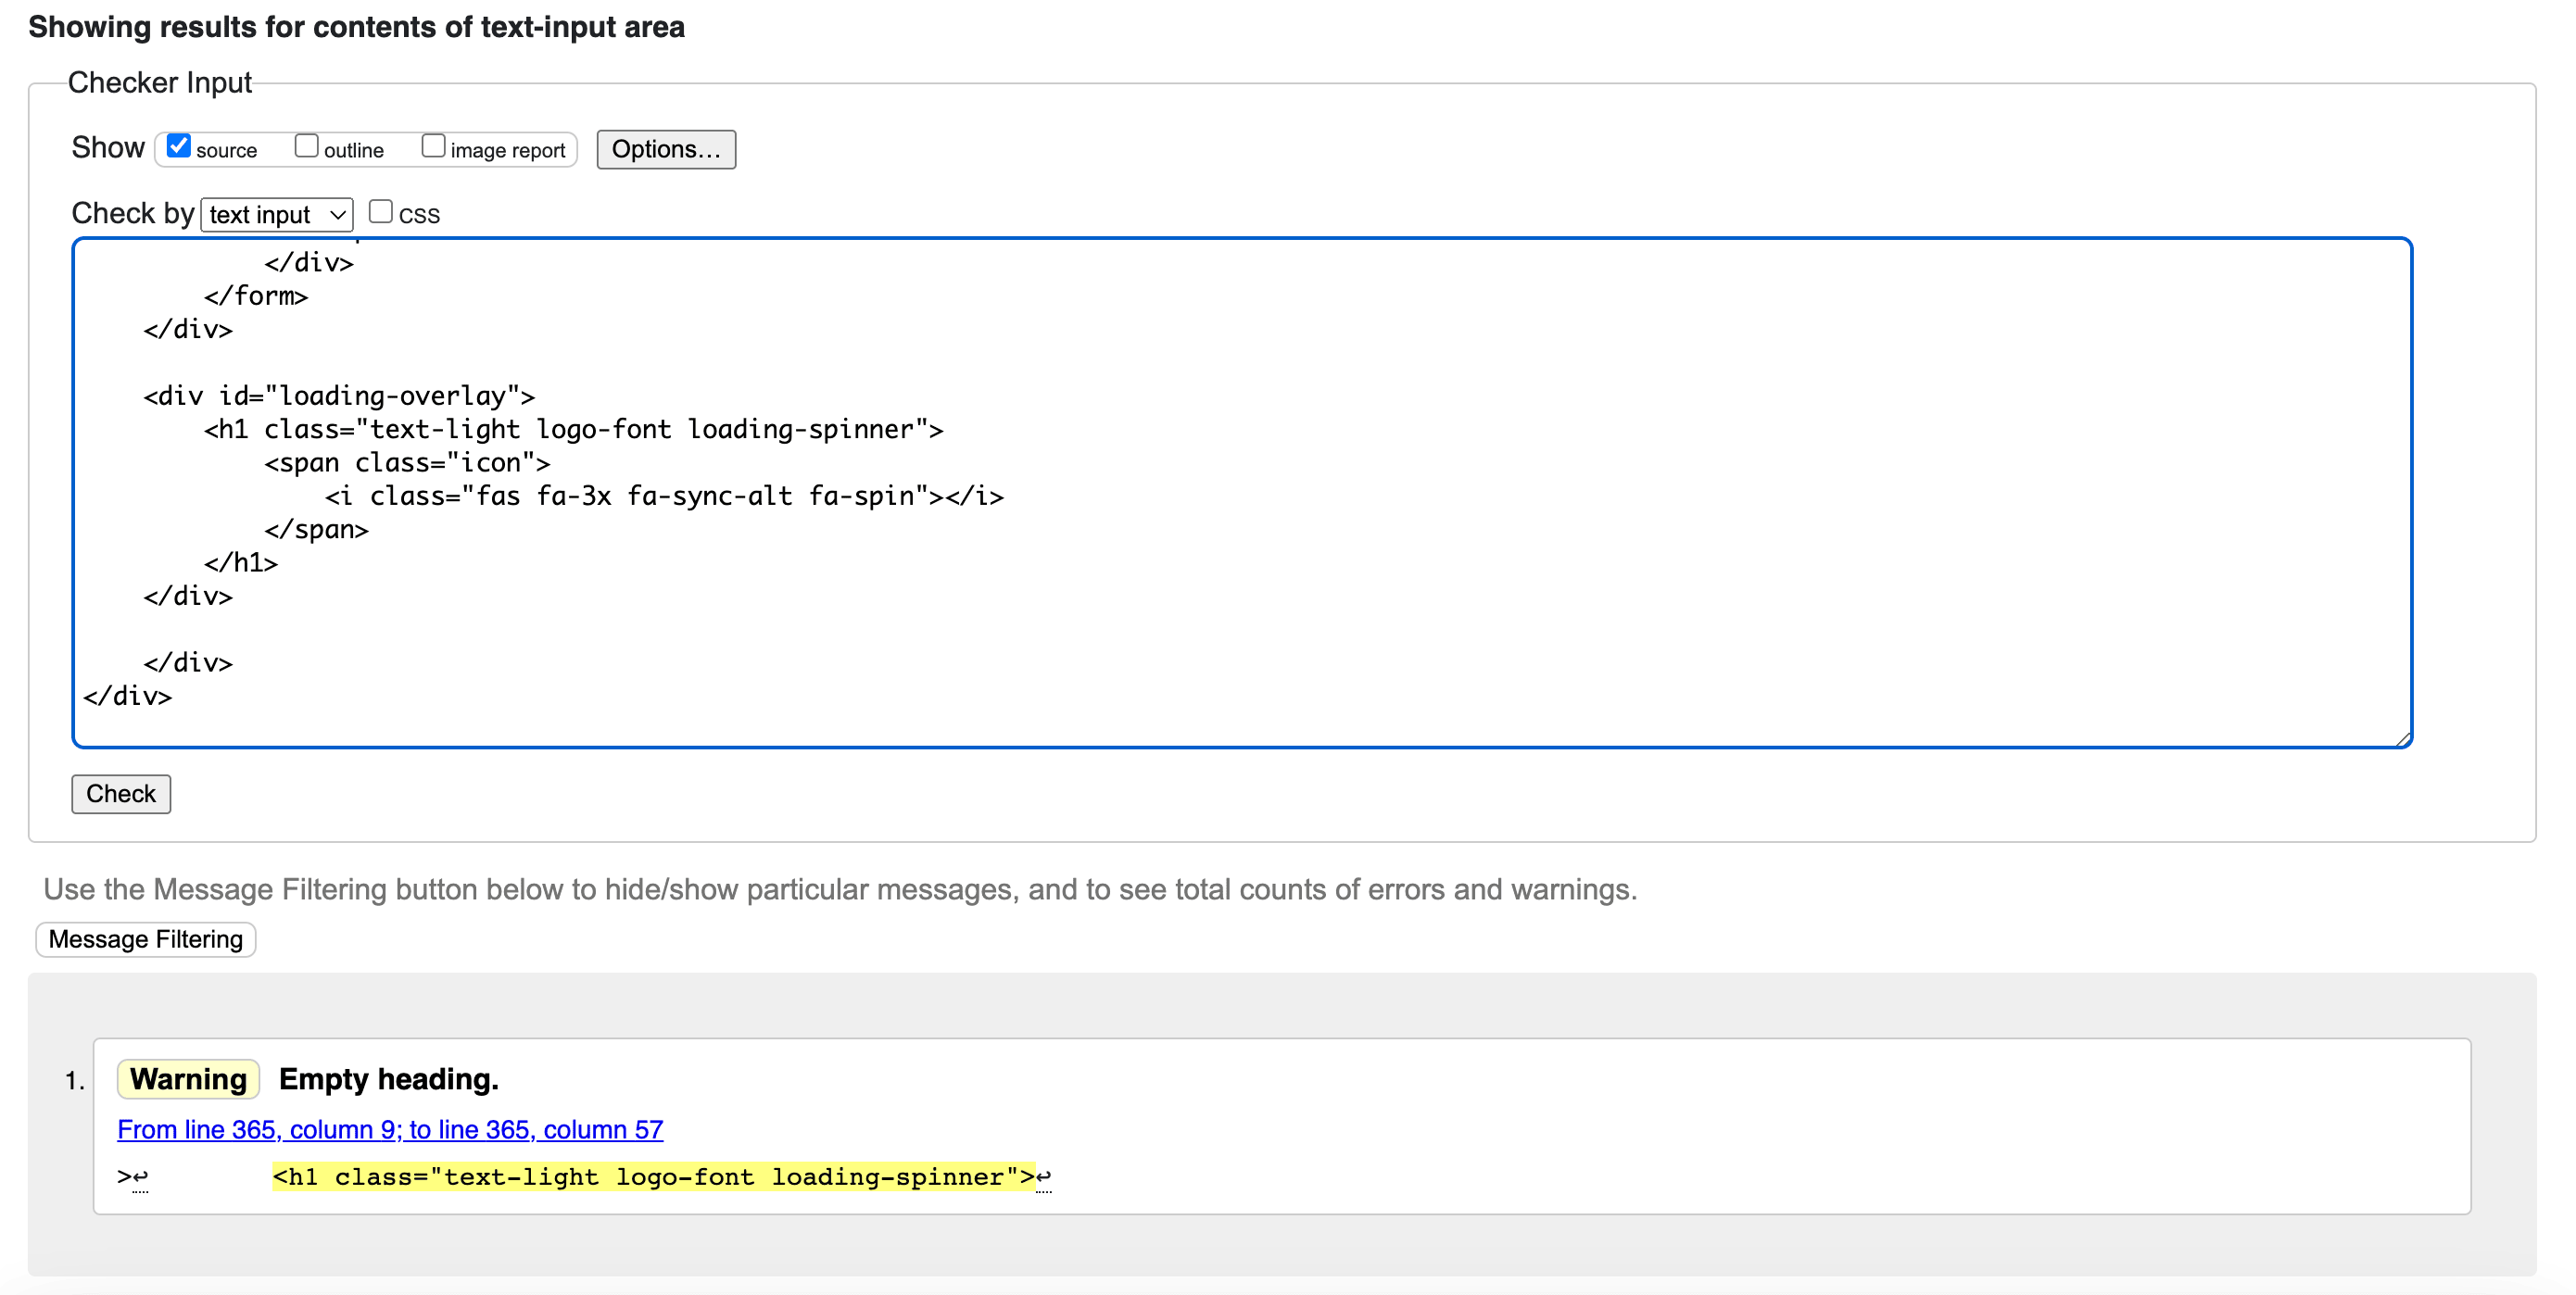 Showing results for contents of text-input area
Checker Input
Show source outline image report Options...
Check by text input CSS
            </div>
        </form>
    </div>

    <div id="loading-overlay">
        <h1 class="text-light logo-font loading-spinner">
            <span class="icon">
                <i class="fas fa-3x fa-sync-alt fa-spin"></i>
            </span>
        </h1>
    </div>

    </div>
</div>
Check
Use the Message Filtering button below to hide/show particular messages, and to see total counts of errors and warnings.
Message Filtering
1. Warning Empty heading.
From line 365, column 9; to line 365, column 57
>↩        <h1 class="text-light logo-font loading-spinner">↩